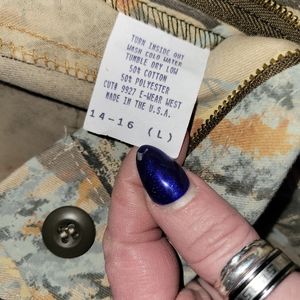 TURN INSIDE OUT
WASH COLD WATER
TUMBLE DRY LOW
50% COTTON
50% POLYESTER
CUT# 9927 E-WEAR WEST
MADE IN THE U.S.A.
14-16 (L)